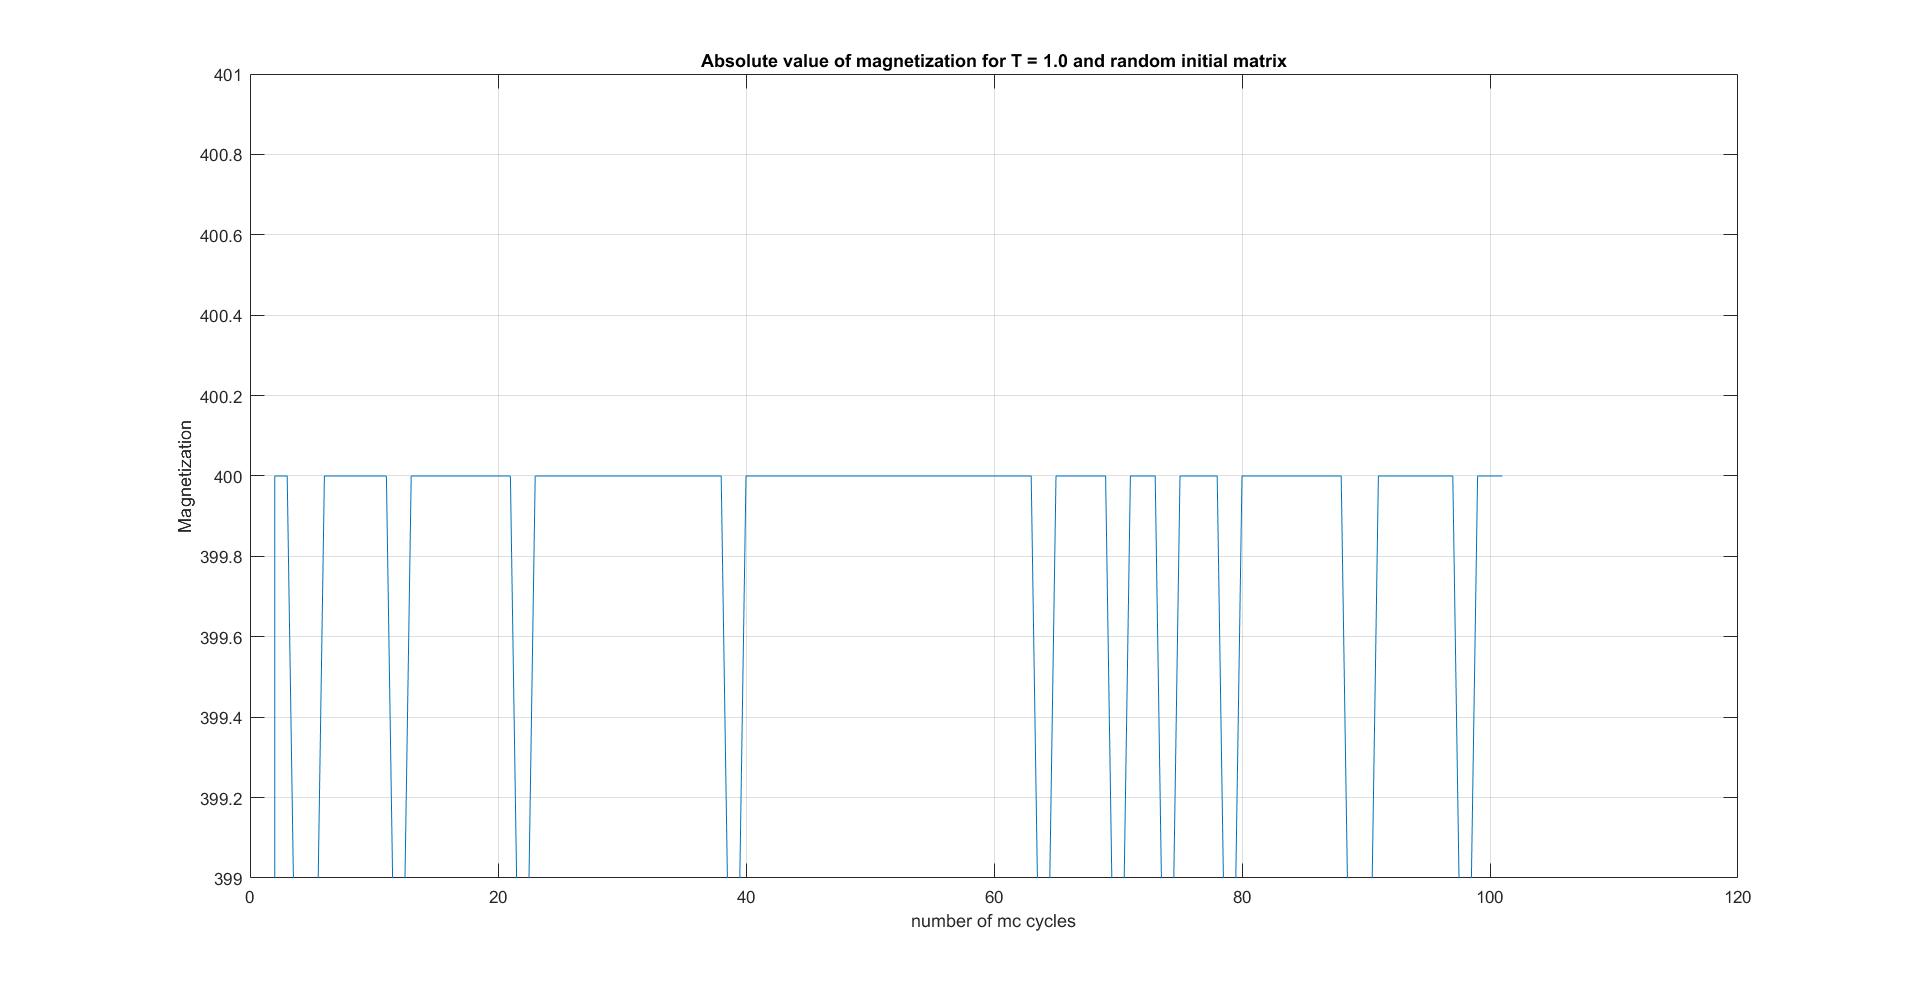 Absolute value of magnetization for T = 1.0 and random initial matrix
401
400.8
400.6
400.4
400.2
400
399.8
399.6
399.4
399.2
399
Magnetization
0 20 40 60 80 100 120
number of mc cycles